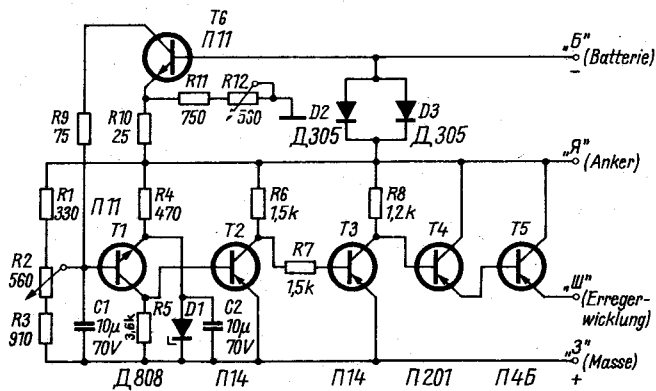 T6
П11
„Б"
(Batterie)
−
R11
750
R12
560
R9
75
R10
25
D2
Д305
D3
Д305
„Я"
(Anker)
R1
330
П11
R4
470
R6
1,5k
R8
1,2k
T1
T2
T3
T4
T5
R2
560
R7
1,5k
„Ш"
(Erreger-
wicklung)
R3
910
C1
10µ
70V
R5
3,6k
D1
C2
10µ
70V
„З"
(Masse)
+
Д808
П14
П14
П201
П4Б